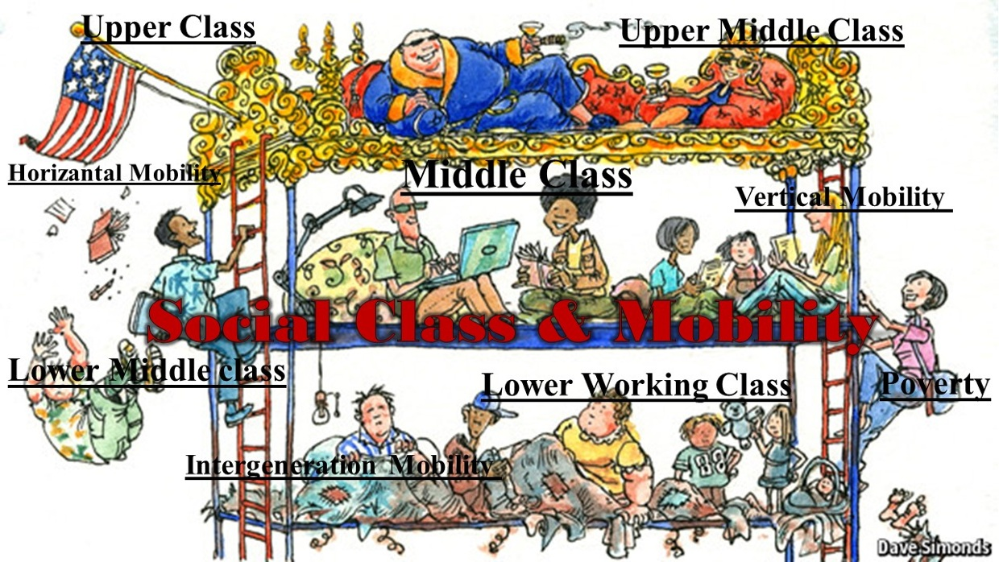 Upper Class
Upper Middle Class
Horizantal Mobility
Middle Class
Vertical Mobility
Social Class & Mobility
Lower Middle class
Lower Working Class
Poverty
Intergeneration Mobility
88
Dave Simonds